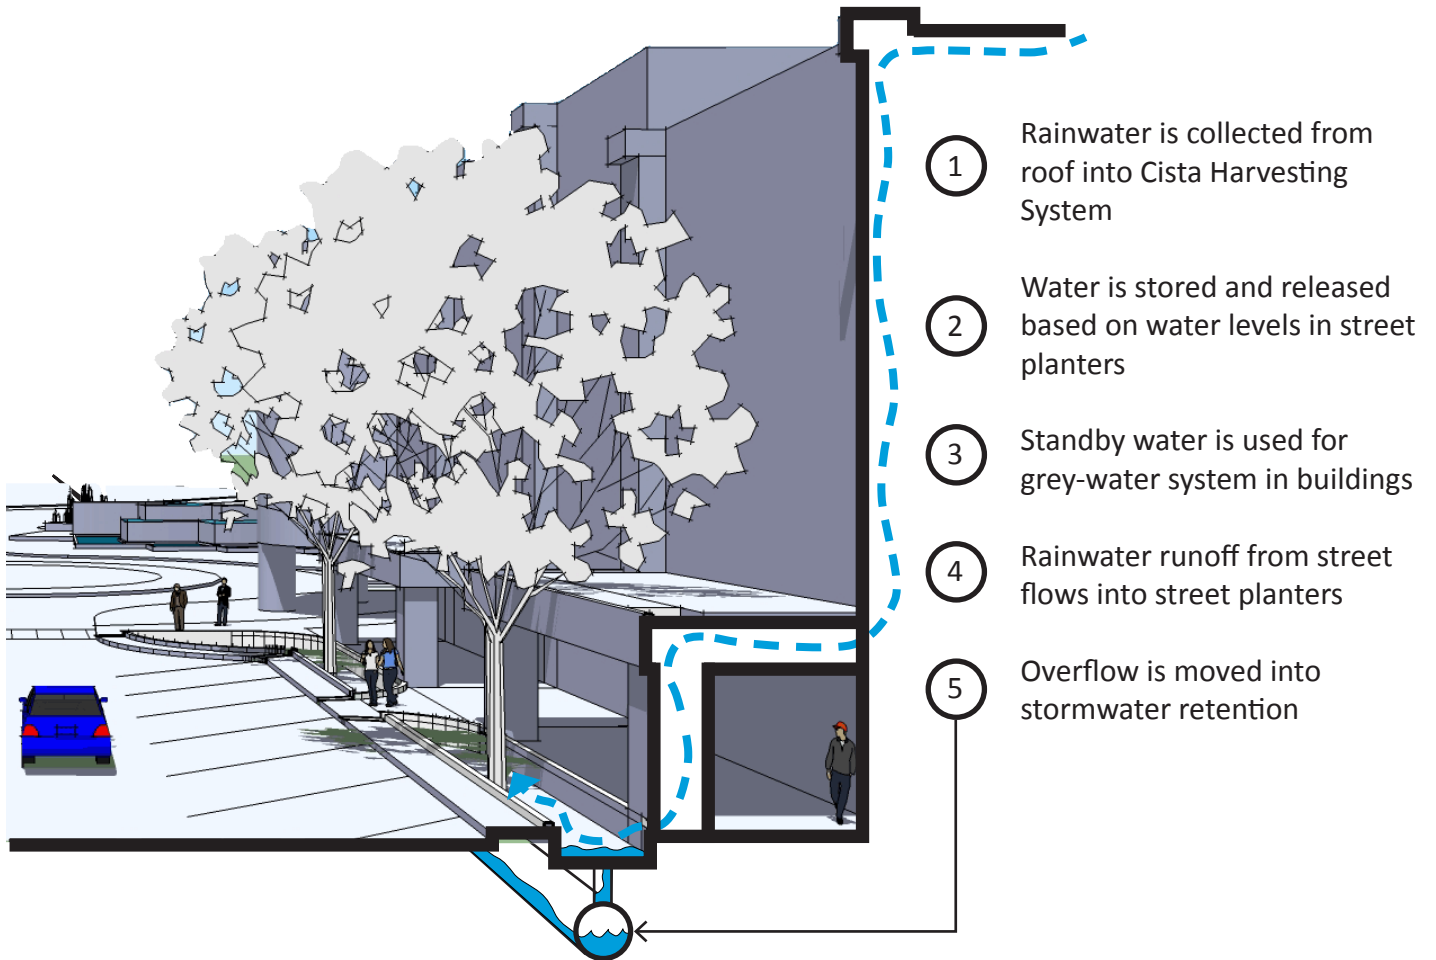 1
Rainwater is collected from
roof into Cista Harvesting
System
2
Water is stored and released
based on water levels in street
planters
3
Standby water is used for
grey-water system in buildings
4
Rainwater runoff from street
flows into street planters
5
Overflow is moved into
stormwater retention